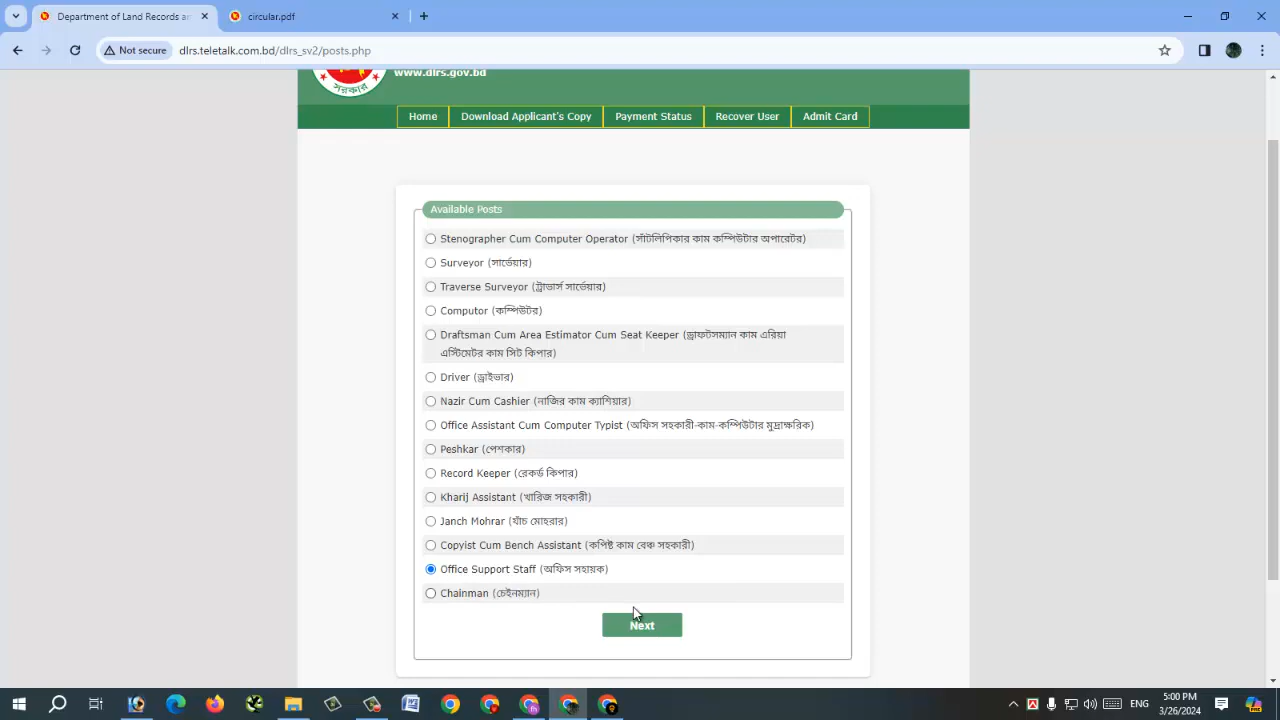 Department of Land Records an
circular.pdf
Not secure
dlrs.teletalk.com.bd/dlrs_sv2/posts.php
সরকার
www.dlrs.gov.bd
Home
Download Applicant's Copy
Payment Status
Recover User
Admit Card
Available Posts
Stenographer Cum Computer Operator (সাঁটলিপিকার কাম কম্পিউটার অপারেটর)
Surveyor (সার্ভেয়ার)
Traverse Surveyor (ট্রাভার্স সার্ভেয়ার)
Computor (কম্পিউটর)
Draftsman Cum Area Estimator Cum Seat Keeper (ড্রাফটসম্যান কাম এরিয়া
এস্টিমেটর কাম সিট কিপার)
Driver (ড্রাইভার)
Nazir Cum Cashier (নাজির কাম ক্যাশিয়ার)
Office Assistant Cum Computer Typist (অফিস সহকারী-কাম-কম্পিউটার মুদ্রাক্ষরিক)
Peshkar (পেশকার)
Record Keeper (রেকর্ড কিপার)
Kharij Assistant (খারিজ সহকারী)
Janch Mohrar (যাঁচ মোহরার)
Copyist Cum Bench Assistant (কপিষ্ট কাম বেঞ্চ সহকারী)
Office Support Staff (অফিস সহায়ক)
Chainman (চেইনম্যান)
Next
ENG
5:00 PM
3/26/2024